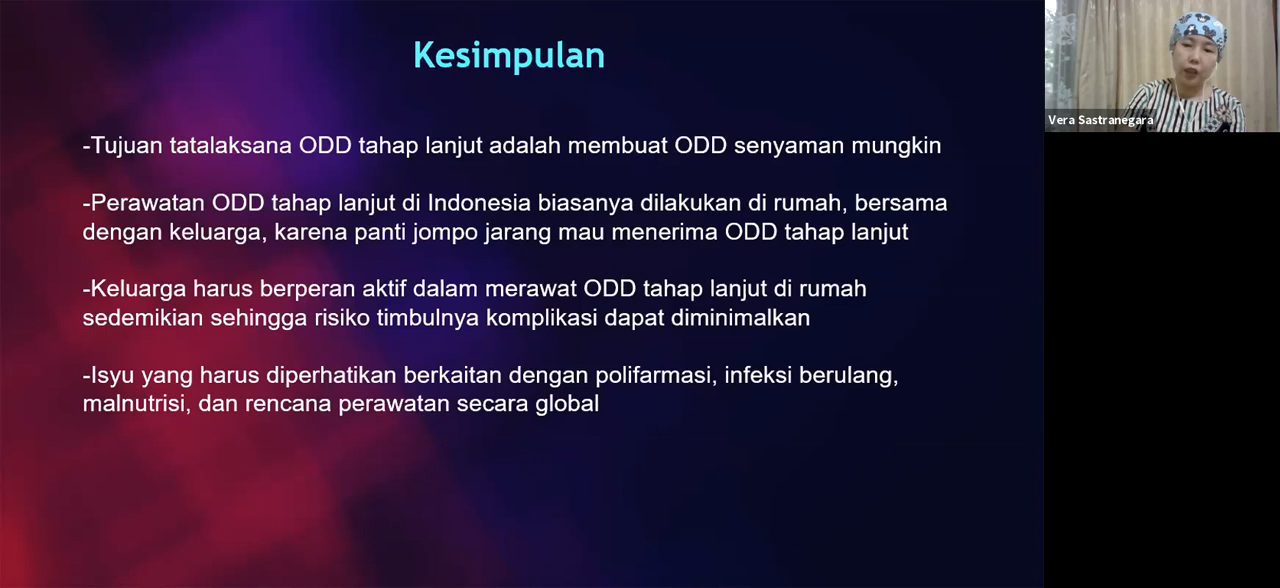 Kesimpulan
-Tujuan tatalaksana ODD tahap lanjut adalah membuat ODD senyaman mungkin
-Perawatan ODD tahap lanjut di Indonesia biasanya dilakukan di rumah, bersama
dengan keluarga, karena panti jompo jarang mau menerima ODD tahap lanjut
-Keluarga harus berperan aktif dalam merawat ODD tahap lanjut di rumah
sedemikian sehingga risiko timbulnya komplikasi dapat diminimalkan
-Isyu yang harus diperhatikan berkaitan dengan polifarmasi, infeksi berulang,
malnutrisi, dan rencana perawatan secara global
Vera Sastranegara